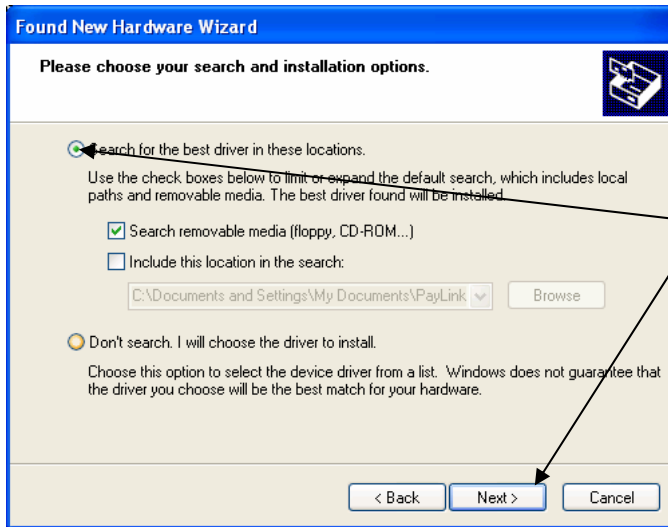 Found New Hardware Wizard
Please choose your search and installation options.
Search for the best driver in these locations.
Use the check boxes below to limit or expand the default search, which includes local
paths and removable media. The best driver found will be installed.
Search removable media (floppy, CD-ROM...)
Include this location in the search:
C:\Documents and Settings\My Documents\PayLink
Browse
Don't search. I will choose the driver to install.
Choose this option to select the device driver from a list. Windows does not guarantee that
the driver you choose will be the best match for your hardware.
< Back Next > Cancel